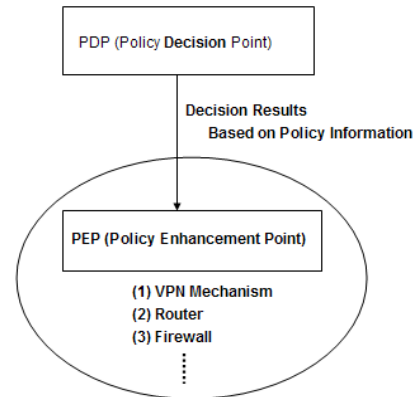 PDP (Policy Decision Point)
Decision Results
Based on Policy Information
PEP (Policy Enhancement Point)
(1) VPN Mechanism
(2) Router
(3) Firewall